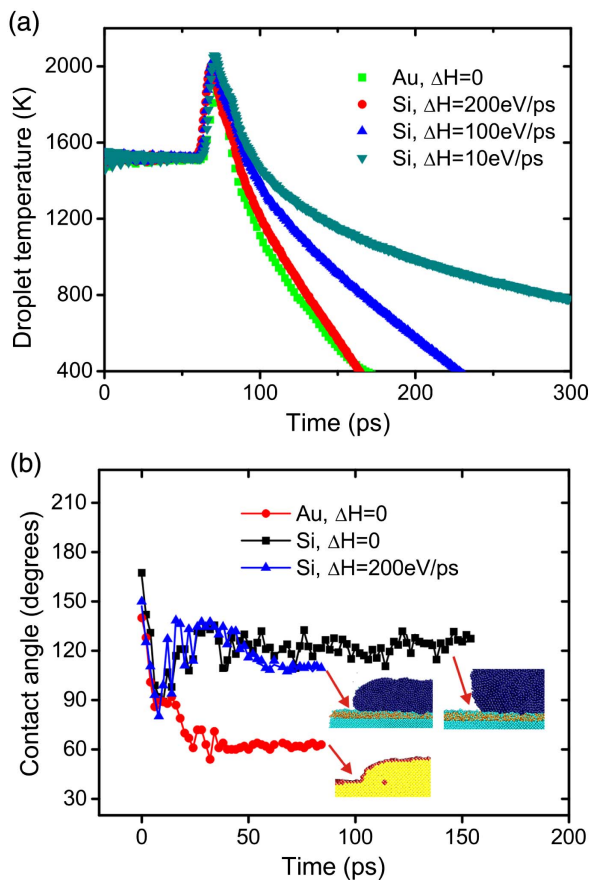 (a)
2000
1600
1200
800
400
Droplet temperature (K)
Au, ΔH=0
Si, ΔH=200eV/ps
Si, ΔH=100eV/ps
Si, ΔH=10eV/ps
0 100 200 300
Time (ps)
(b)
210
180
150
120
90
60
30
Contact angle (degrees)
Au, ΔH=0
Si, ΔH=0
Si, ΔH=200eV/ps
0 50 100 150 200
Time (ps)